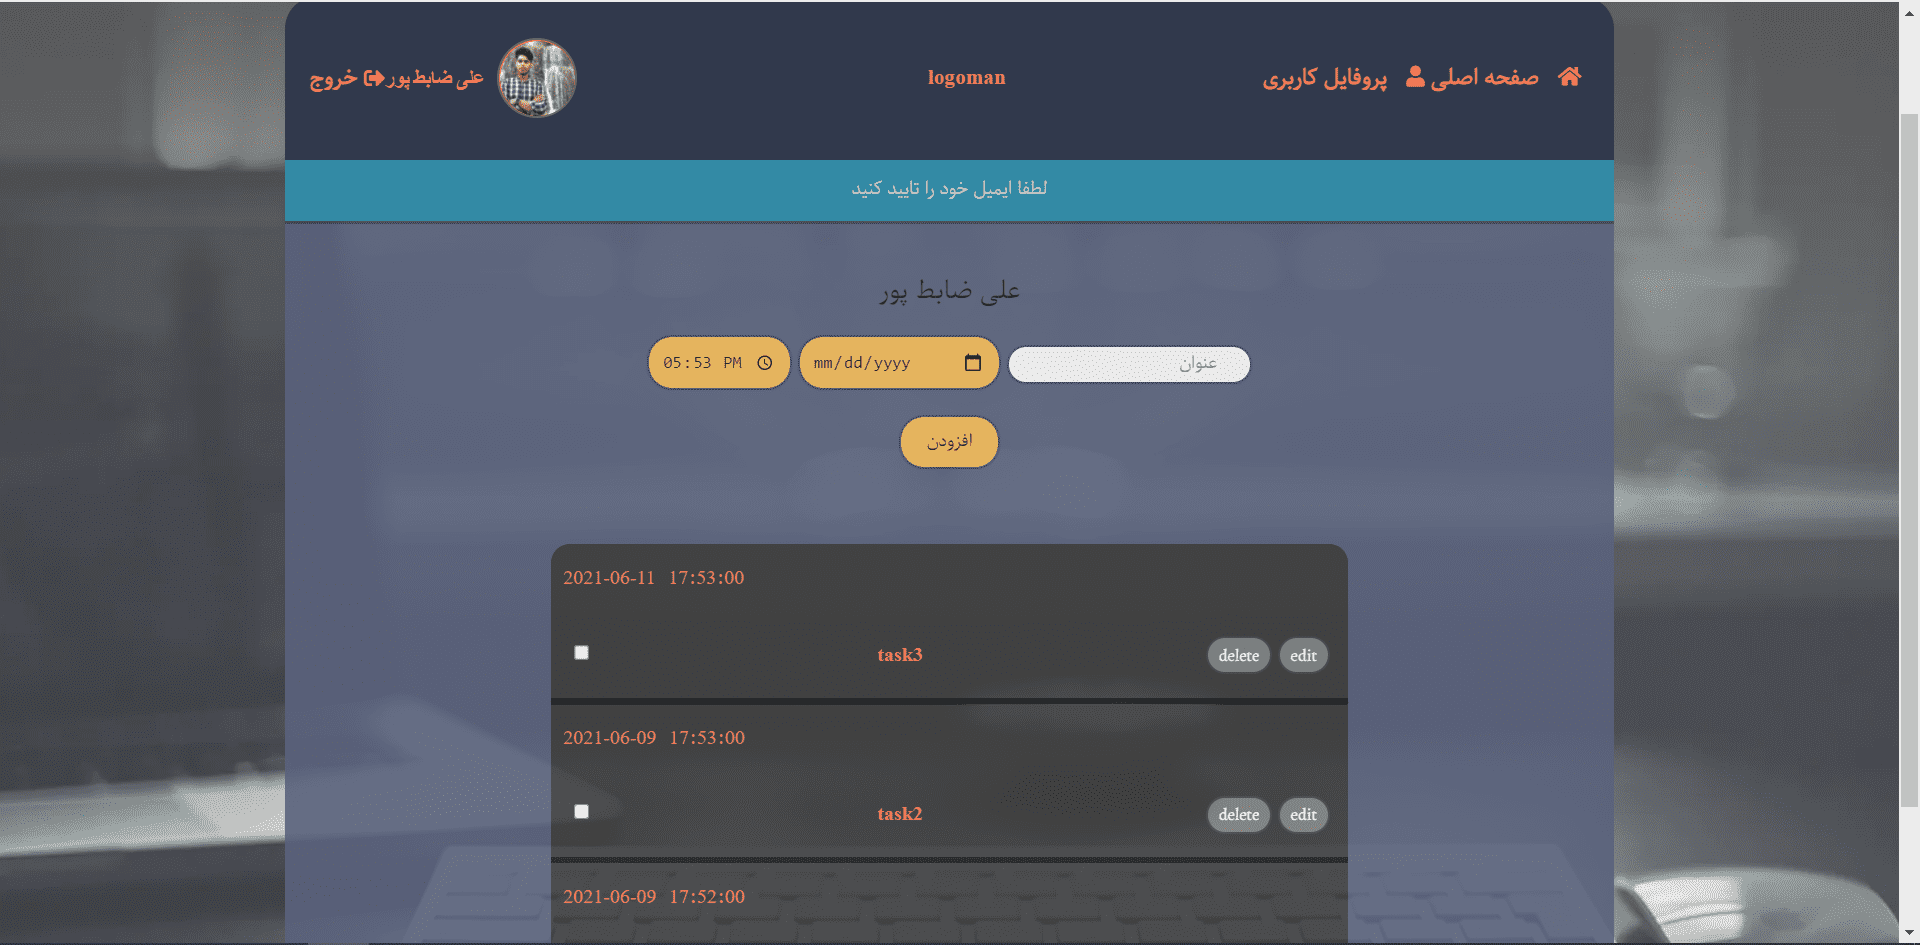 صفحه اصلی پروفایل کاربری logoman علی ضابط پور خروج
لطفا ایمیل خود را تایید کنید
علی ضابط پور
عنوان mm/dd/yyyy 05:53 PM
افزودن
2021-06-11 17:53:00
task3 delete edit
2021-06-09 17:53:00
task2 delete edit
2021-06-09 17:52:00